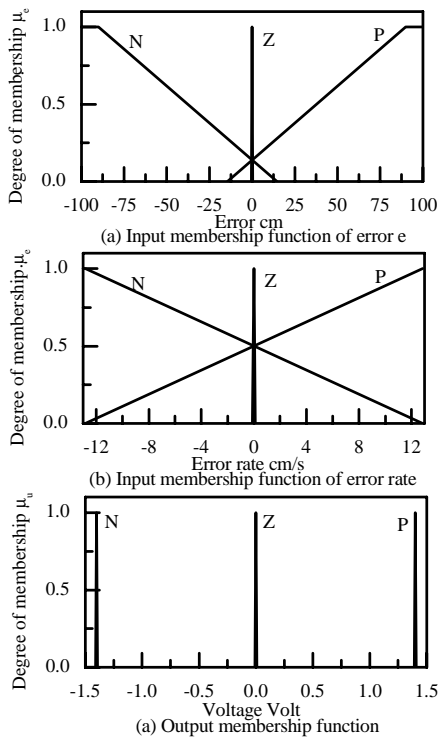 Degree of membership μe
1.0
0.5
0.0
N
Z
P
-100 -75 -50 -25 0 25 50 75 100
Error cm
(a) Input membership function of error e
Degree of membership.μe
1.0
0.5
0.0
N
Z
P
-12 -8 -4 0 4 8 12
Error rate cm/s
(b) Input membership function of error rate
Degree of membership μu
1.0
0.5
0.0
N
Z
P
-1.5 -1.0 -0.5 0.0 0.5 1.0 1.5
Voltage Volt
(a) Output membership function